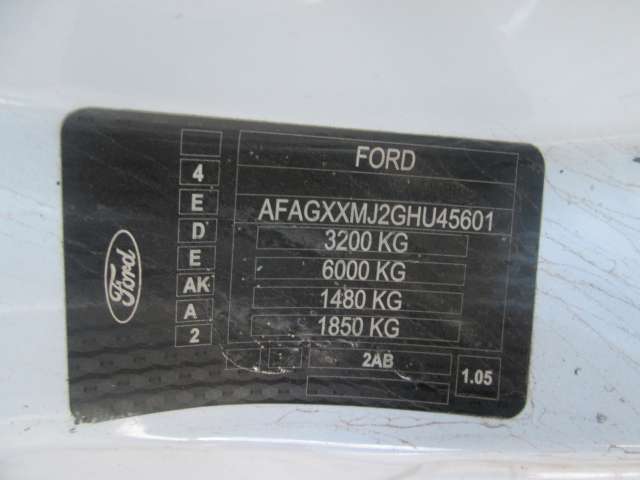 FORD
4
E
D
E
AK
A
2
AFAGXXMJ2GHU45601
3200 KG
6000 KG
1480 KG
1850 KG
2AB
1.05
Ford